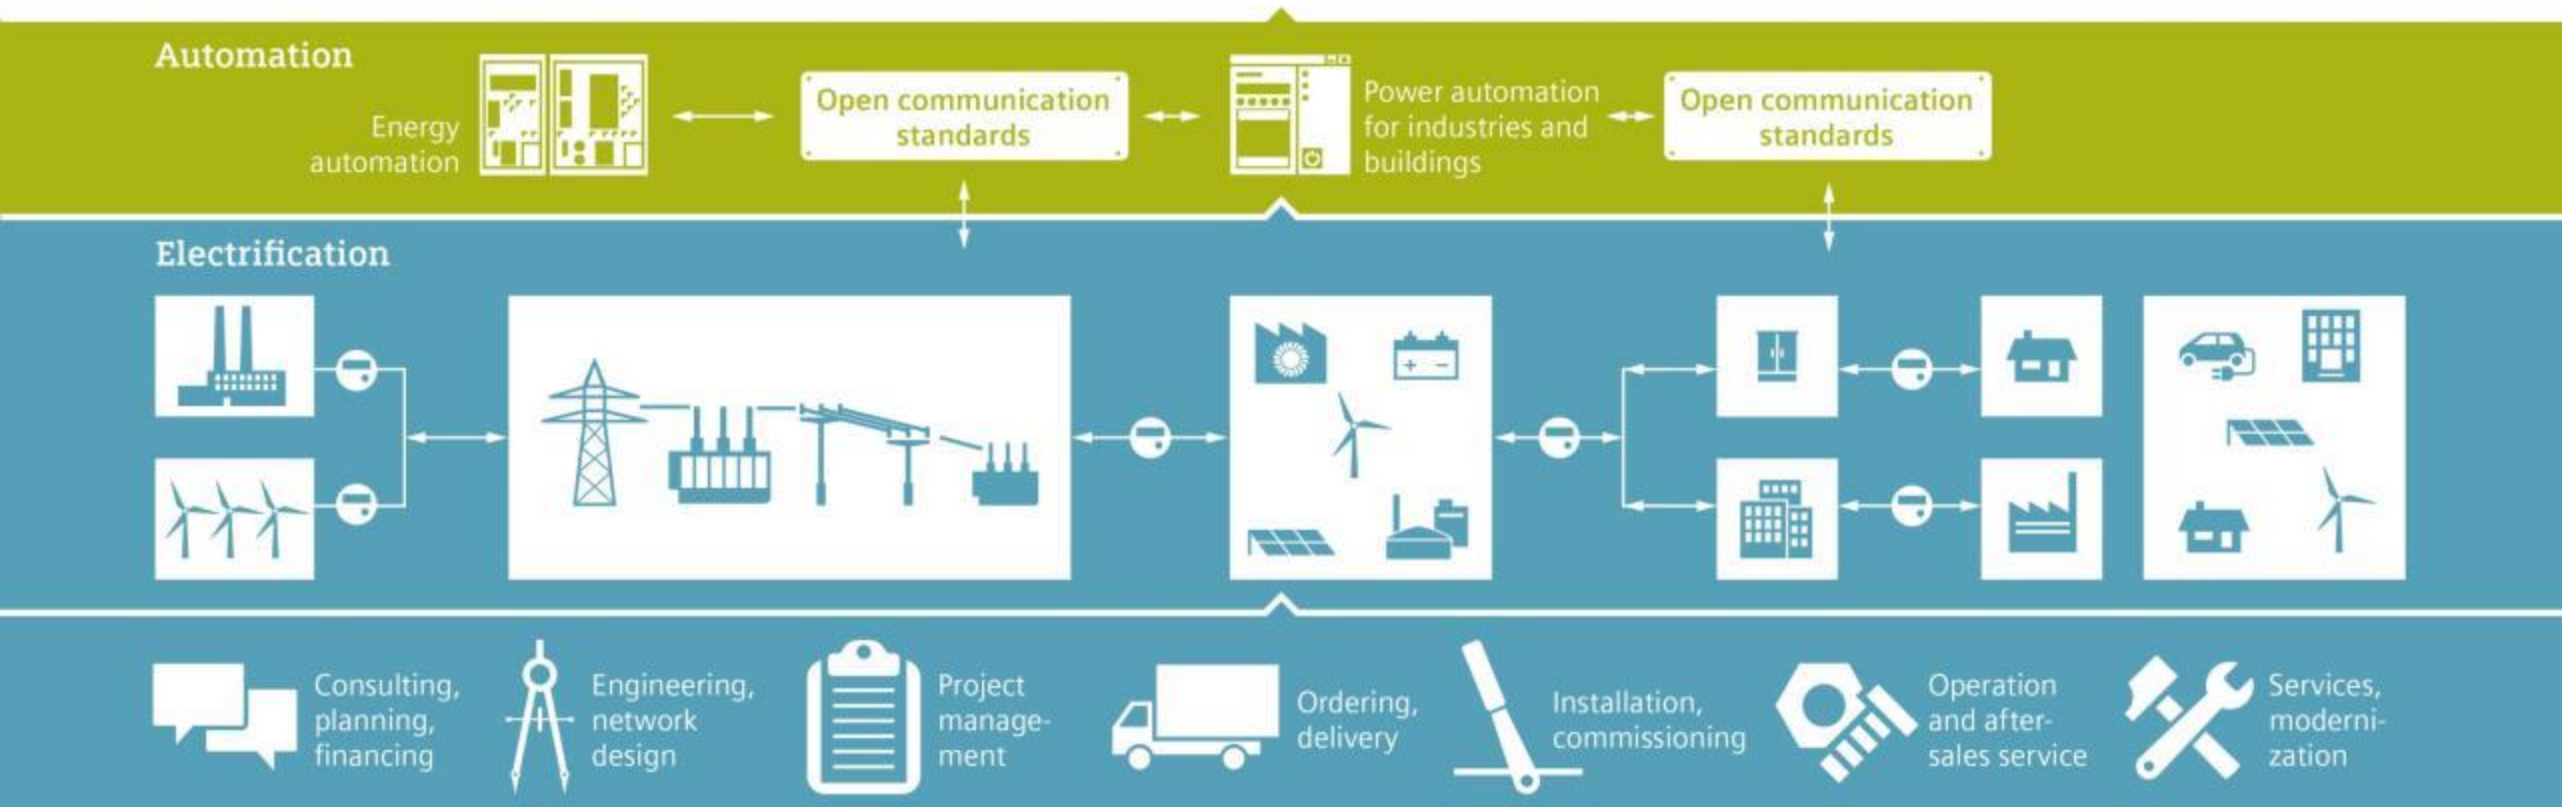 Automation
Energy
automation
Open communication
standards
Power automation
for industries and
buildings
Open communication
standards
Electrification
+ −
Consulting,
planning,
financing
Engineering,
network
design
Project
manage-
ment
Ordering,
delivery
Installation,
commissioning
Operation
and after-
sales service
Services,
moderni-
zation